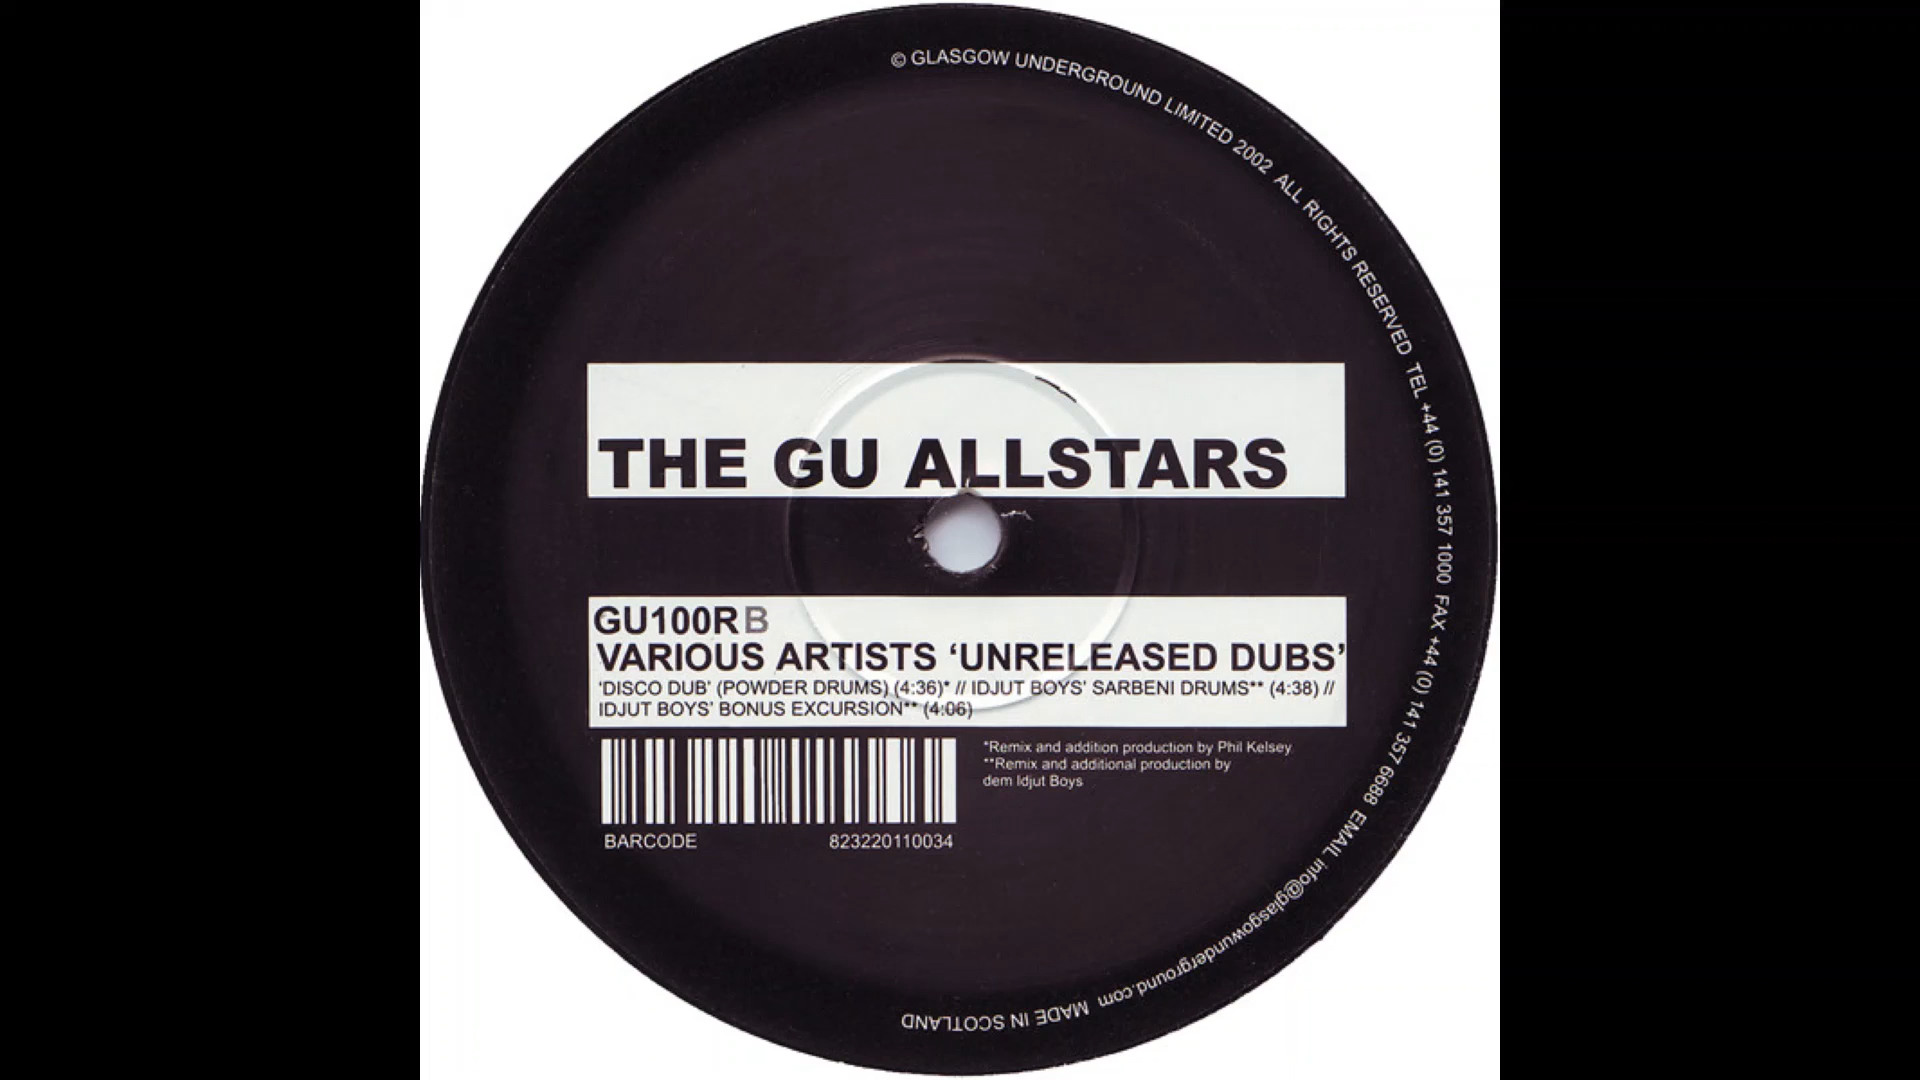 © GLASGOW UNDERGROUND LIMITED 2002 ALL RIGHTS RESERVED TEL +44 (0) 141 357 1000 FAX +44 (0) 141 357 6688 EMAIL info@glasgowunderground.com MADE IN SCOTLAND
THE GU ALLSTARS
GU100R B
VARIOUS ARTISTS ‘UNRELEASED DUBS’
‘DISCO DUB’ (POWDER DRUMS) (4:36)* // IDJUT BOYS’ SARBENI DRUMS** (4:38) //
IDJUT BOYS’ BONUS EXCURSION** (4:06)
*Remix and addition production by Phil Kelsey
**Remix and additional production by
dem Idjut Boys
BARCODE 823220110034